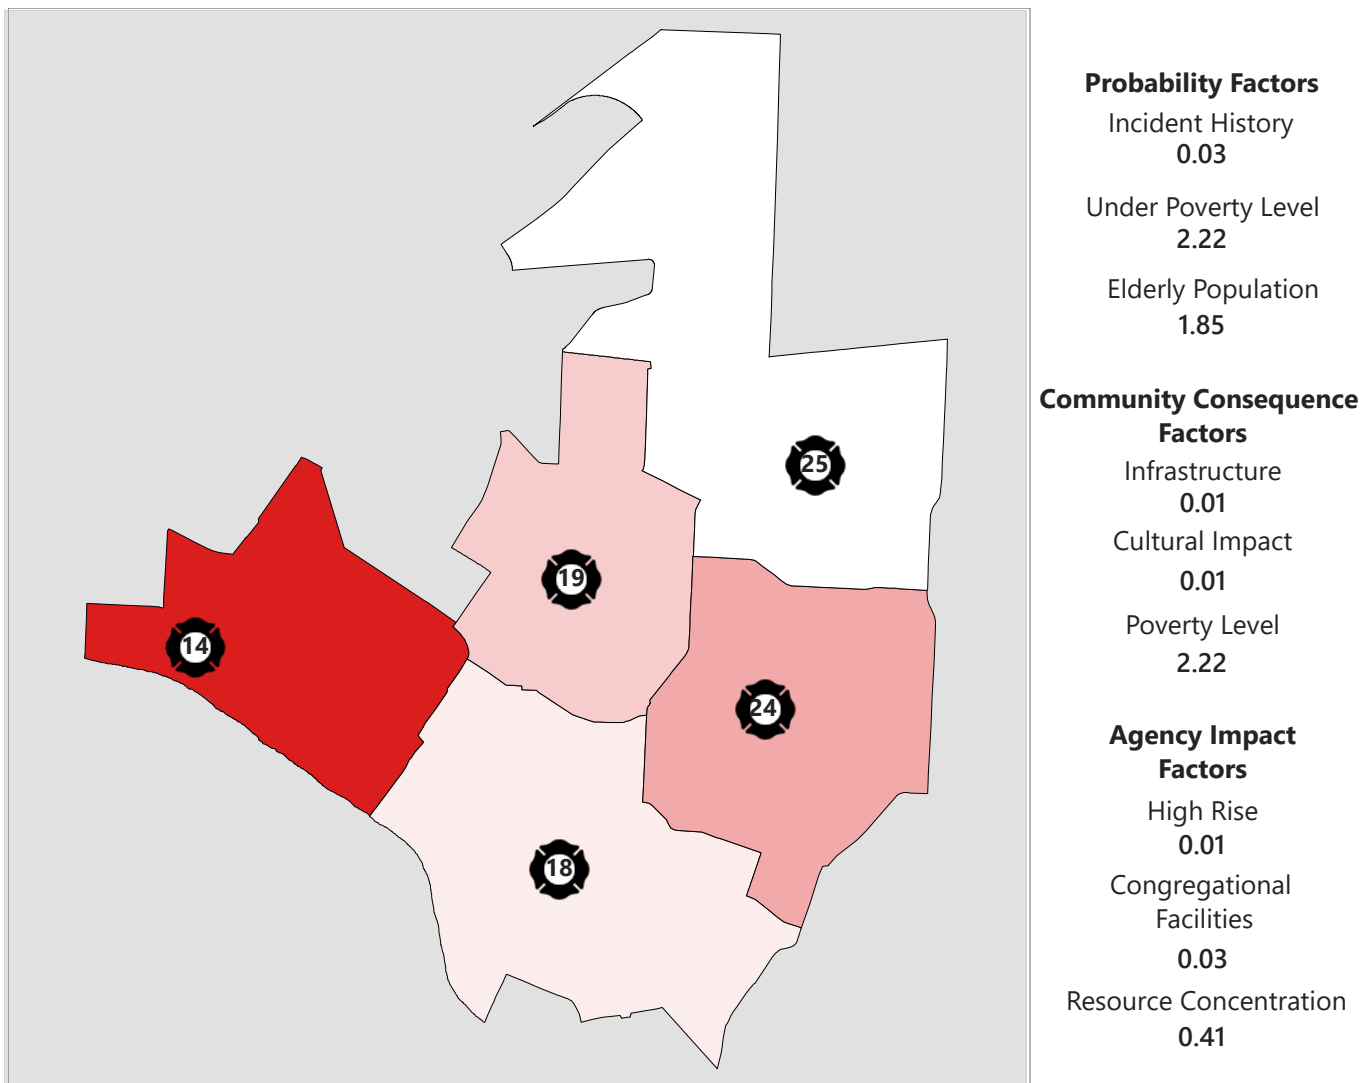 25
19
14
24
18
Probability Factors
Incident History
0.03
Under Poverty Level
2.22
Elderly Population
1.85
Community Consequence
Factors
Infrastructure
0.01
Cultural Impact
0.01
Poverty Level
2.22
Agency Impact
Factors
High Rise
0.01
Congregational
Facilities
0.03
Resource Concentration
0.41